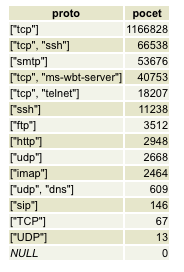 proto pocet
["tcp"] 1166828
["tcp", "ssh"] 66538
["smtp"] 53676
["tcp", "ms-wbt-server"] 40753
["tcp", "telnet"] 18207
["ssh"] 11238
["ftp"] 3512
["http"] 2948
["udp"] 2668
["imap"] 2464
["udp", "dns"] 609
["sip"] 146
["TCP"] 67
["UDP"] 13
NULL 0